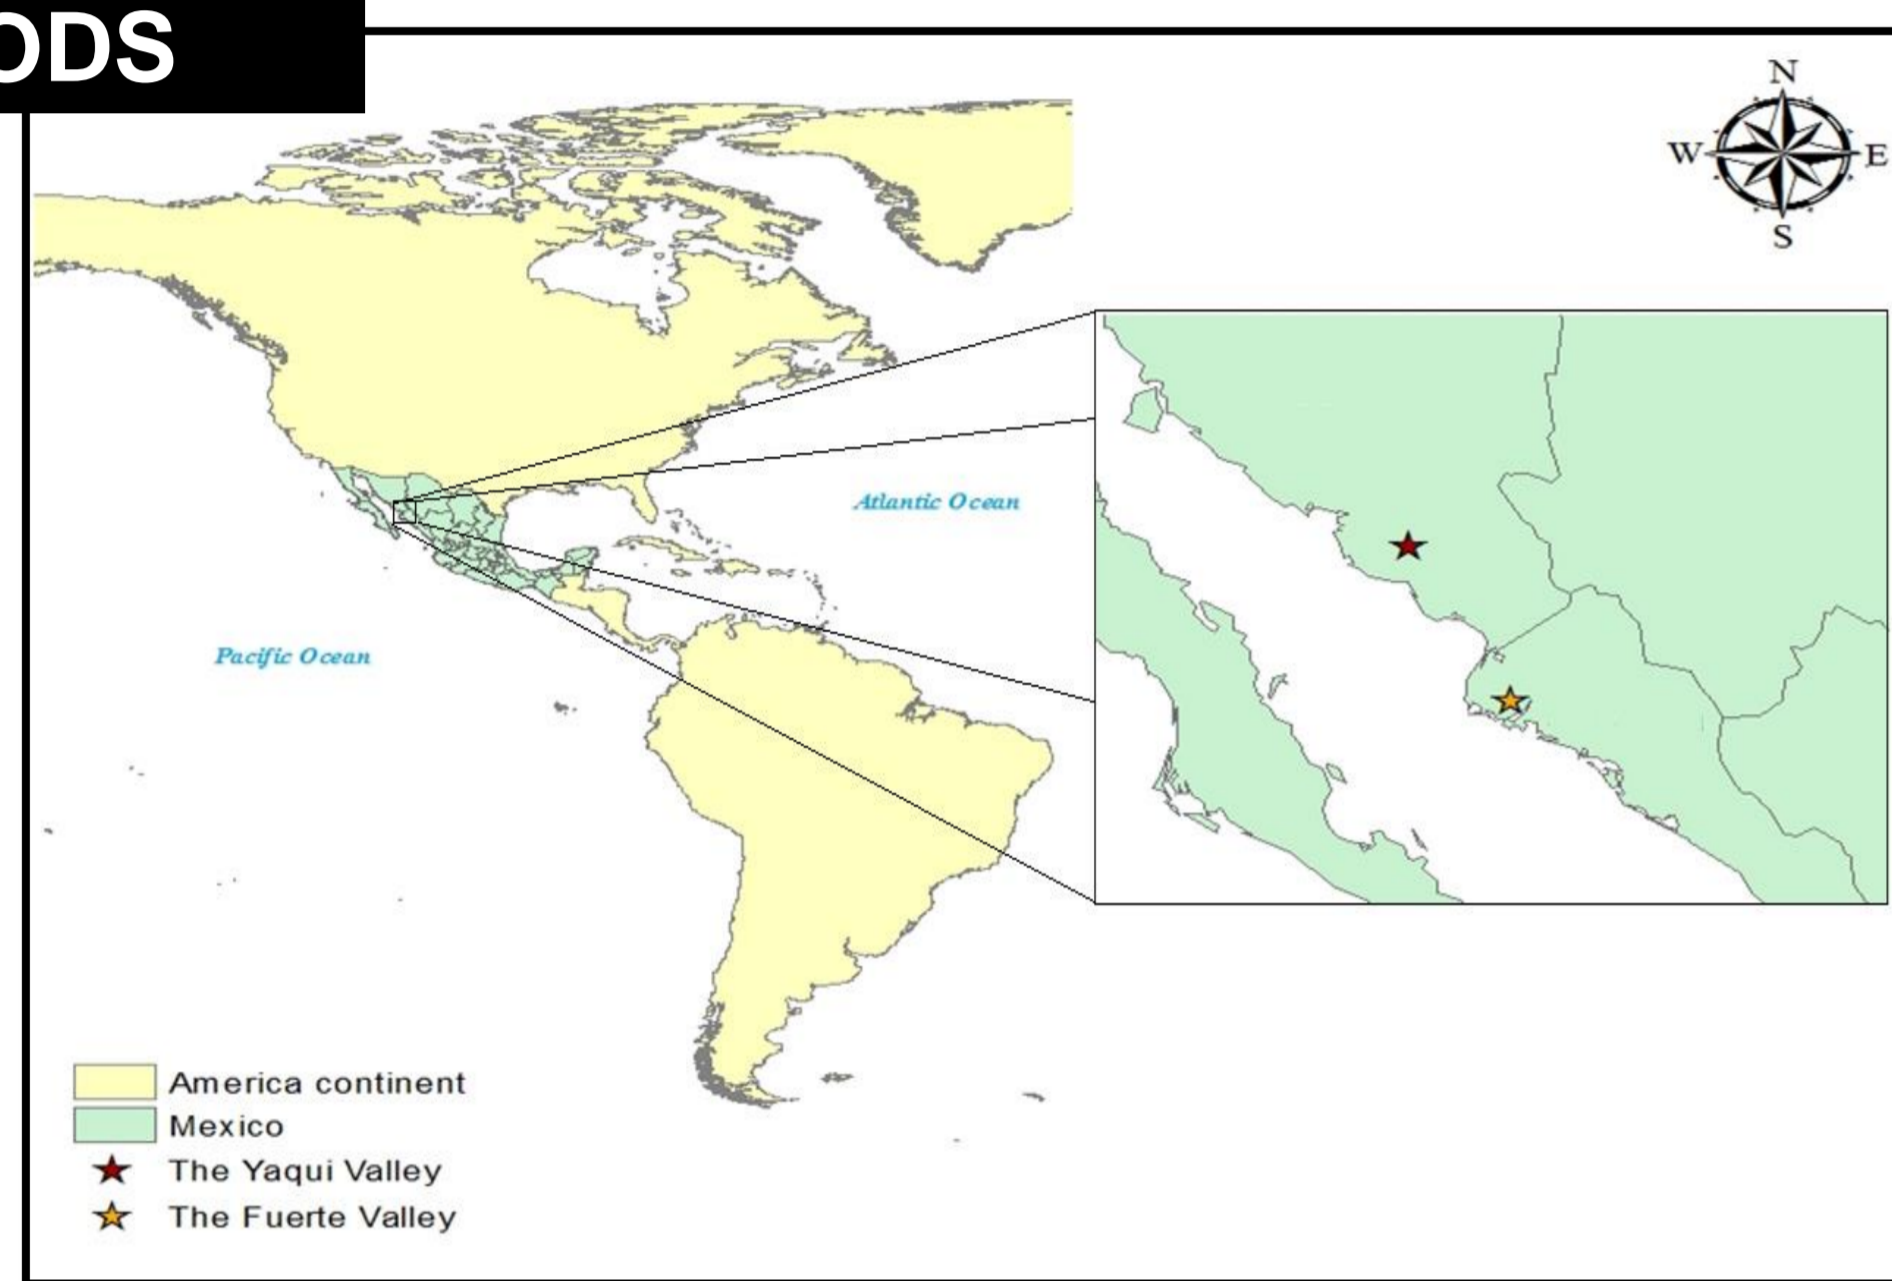 ODS
N
W E
S
Atlantic Ocean
Pacific Ocean
America continent
Mexico
The Yaqui Valley
The Fuerte Valley